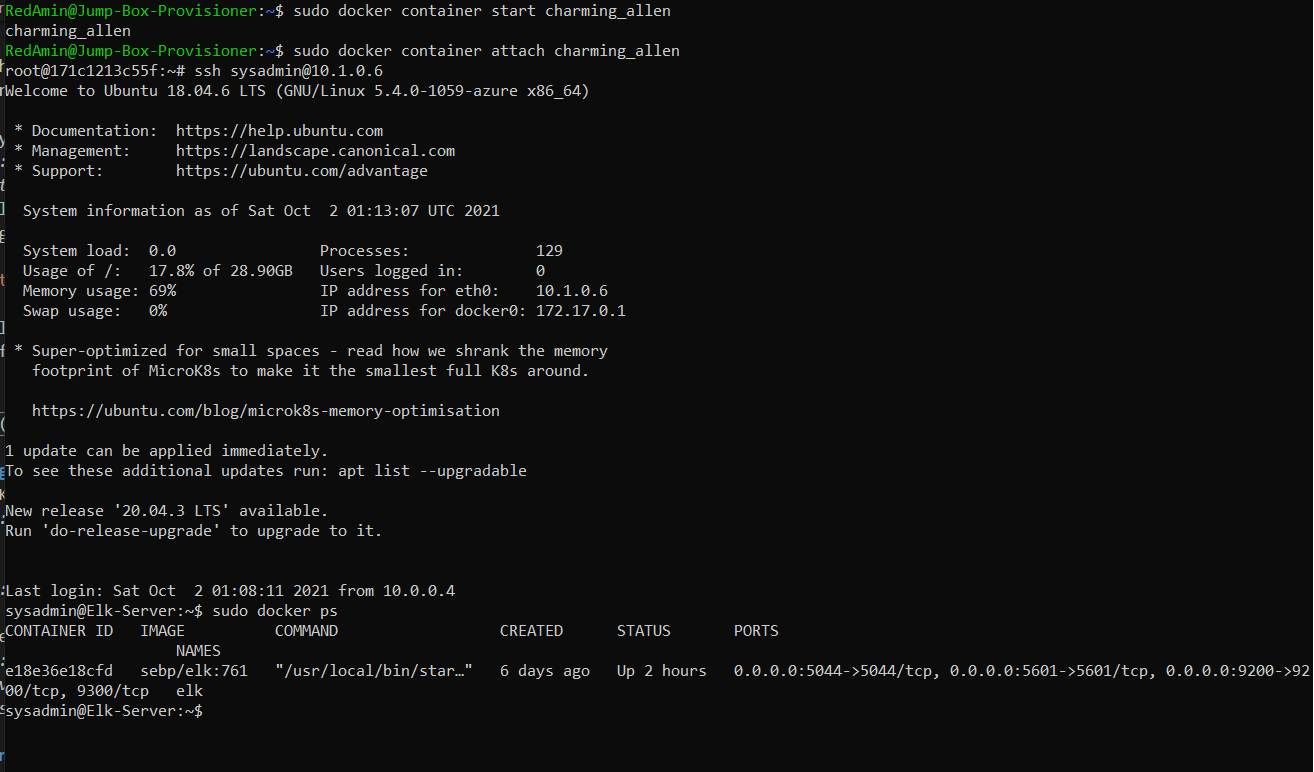 RedAmin@Jump-Box-Provisioner:~$ sudo docker container start charming_allen
charming_allen
RedAmin@Jump-Box-Provisioner:~$ sudo docker container attach charming_allen
root@171c1213c55f:~# ssh sysadmin@10.1.0.6
Welcome to Ubuntu 18.04.6 LTS (GNU/Linux 5.4.0-1059-azure x86_64)

 * Documentation:  https://help.ubuntu.com
 * Management:     https://landscape.canonical.com
 * Support:        https://ubuntu.com/advantage

  System information as of Sat Oct  2 01:13:07 UTC 2021

  System load:  0.0                Processes:              129
  Usage of /:   17.8% of 28.90GB   Users logged in:        0
  Memory usage: 69%                IP address for eth0:    10.1.0.6
  Swap usage:   0%                 IP address for docker0: 172.17.0.1

 * Super-optimized for small spaces - read how we shrank the memory
   footprint of MicroK8s to make it the smallest full K8s around.

   https://ubuntu.com/blog/microk8s-memory-optimisation

1 update can be applied immediately.
To see these additional updates run: apt list --upgradable

New release '20.04.3 LTS' available.
Run 'do-release-upgrade' to upgrade to it.


Last login: Sat Oct  2 01:08:11 2021 from 10.0.0.4
sysadmin@Elk-Server:~$ sudo docker ps
CONTAINER ID   IMAGE          COMMAND                  CREATED      STATUS       PORTS
                   NAMES
e18e36e18cfd   sebp/elk:761   "/usr/local/bin/star…"   6 days ago   Up 2 hours   0.0.0.0:5044->5044/tcp, 0.0.0.0:5601->5601/tcp, 0.0.0.0:9200->92
00/tcp, 9300/tcp   elk
sysadmin@Elk-Server:~$